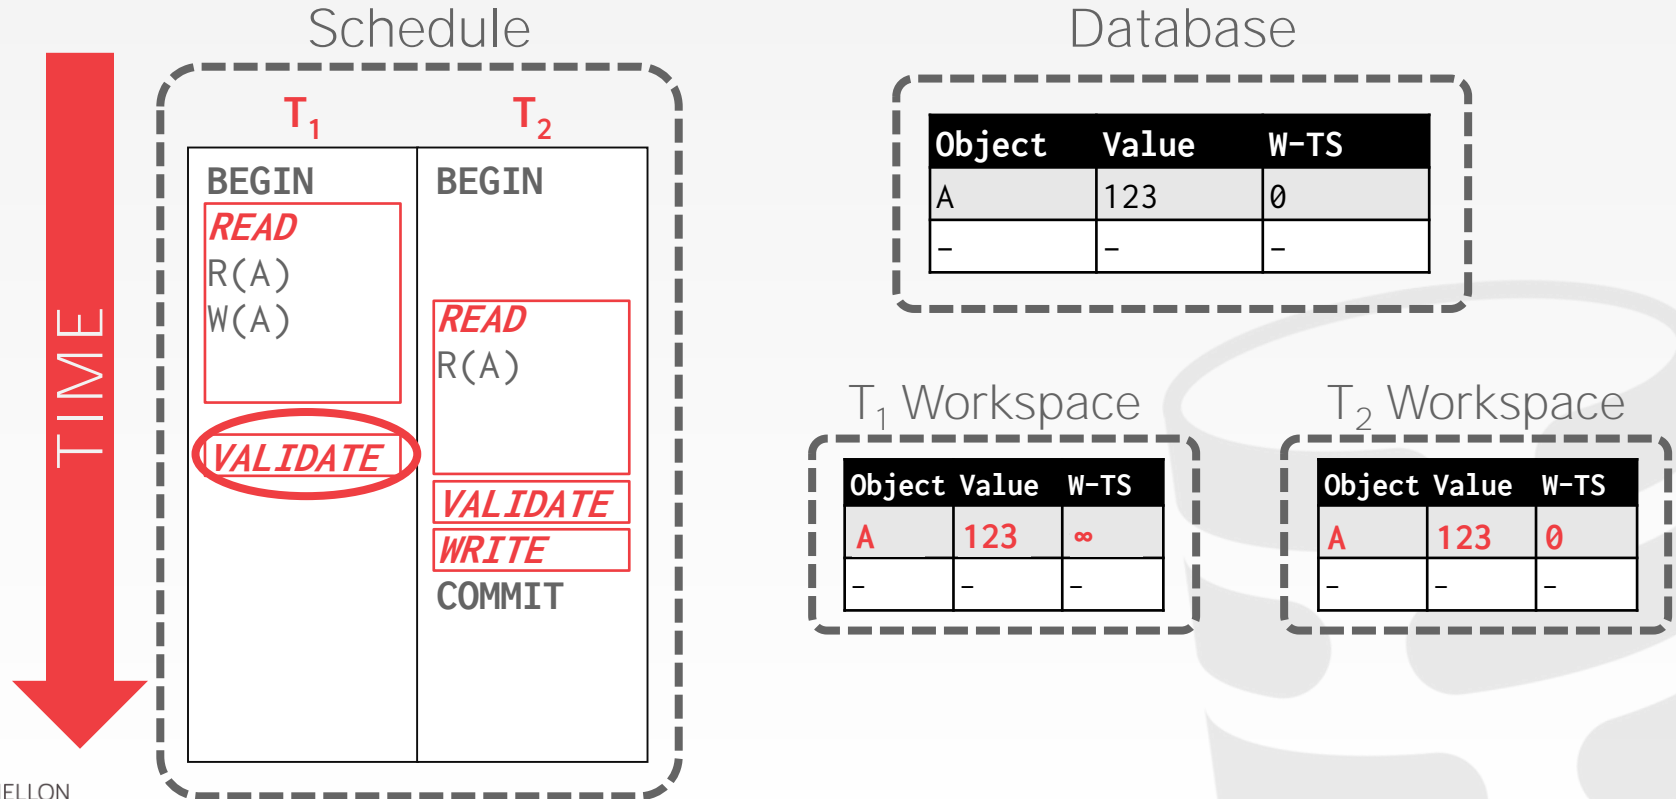 Schedule
TIME
T₁ T₂
BEGIN BEGIN
READ
R(A)
W(A) READ
R(A)
VALIDATE
VALIDATE
WRITE
COMMIT
Database
Object Value W-TS
A 123 0
– – –
T₁ Workspace
Object Value W-TS
A 123 ∞
– – –
T₂ Workspace
Object Value W-TS
A 123 0
– – –